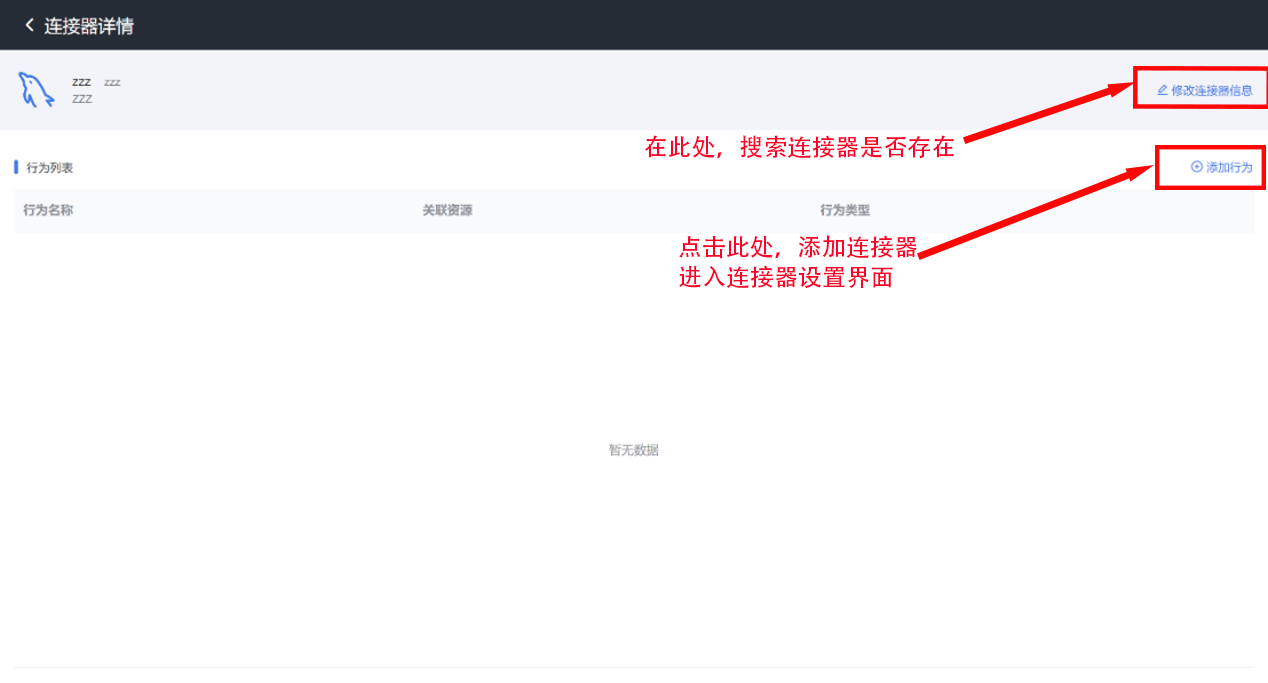 连接器详情
zzz zzz
zzz
修改连接器信息
在此处，搜索连接器是否存在
行为列表
添加行为
行为名称 关联资源 行为类型
点击此处，添加连接器
进入连接器设置界面
暂无数据